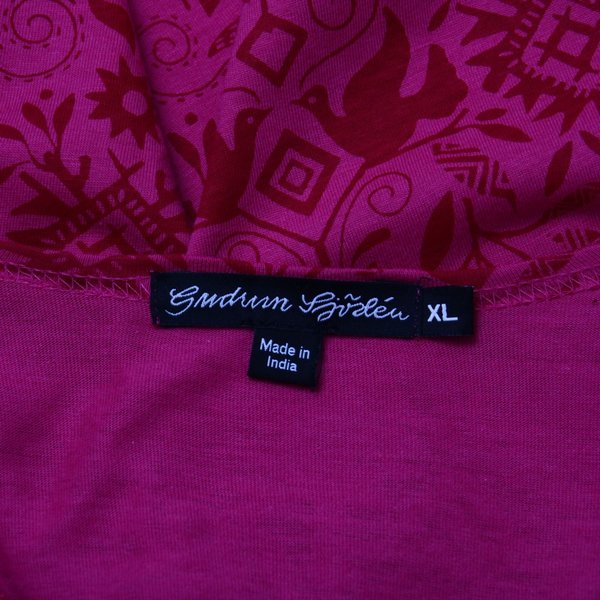 Gudrun Sjödén
XL
Made in
India